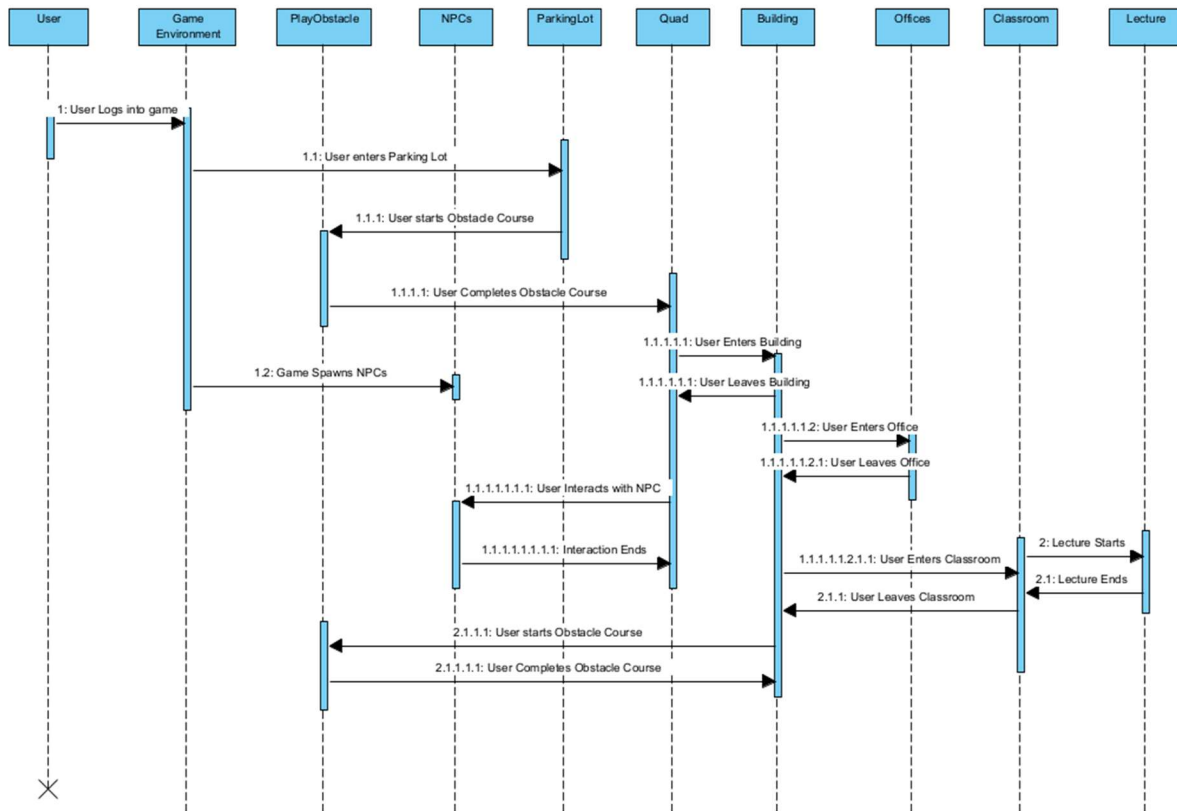 User
Game
Environment
PlayObstacle
NPCs
ParkingLot
Quad
Building
Offices
Classroom
Lecture
1: User Logs into game
1.1: User enters Parking Lot
1.1.1: User starts Obstacle Course
1.1.1.1: User Completes Obstacle Course
1.1.1.1.1: User Enters Building
1.2: Game Spawns NPCs
1.1.1.1.1.1: User Leaves Building
1.1.1.1.1.2: User Enters Office
1.1.1.1.1.2.1: User Leaves Office
1.1.1.1.1.1.1: User Interacts with NPC
2: Lecture Starts
1.1.1.1.1.1.1.1: Interaction Ends
1.1.1.1.1.2.1.1: User Enters Classroom
2.1: Lecture Ends
2.1.1: User Leaves Classroom
2.1.1.1: User starts Obstacle Course
2.1.1.1.1: User Completes Obstacle Course